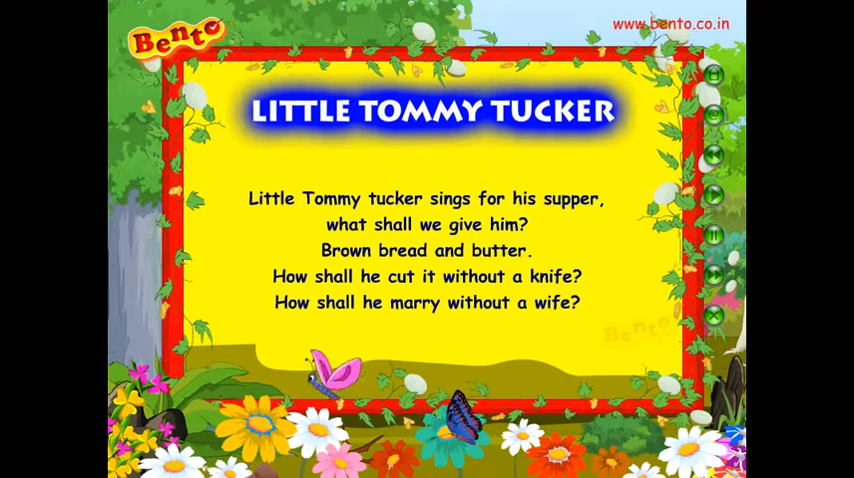 Bento
www.bento.co.in
LITTLE TOMMY TUCKER
Little Tommy tucker sings for his supper,
what shall we give him?
Brown bread and butter.
How shall he cut it without a knife?
How shall he marry without a wife?
Bento